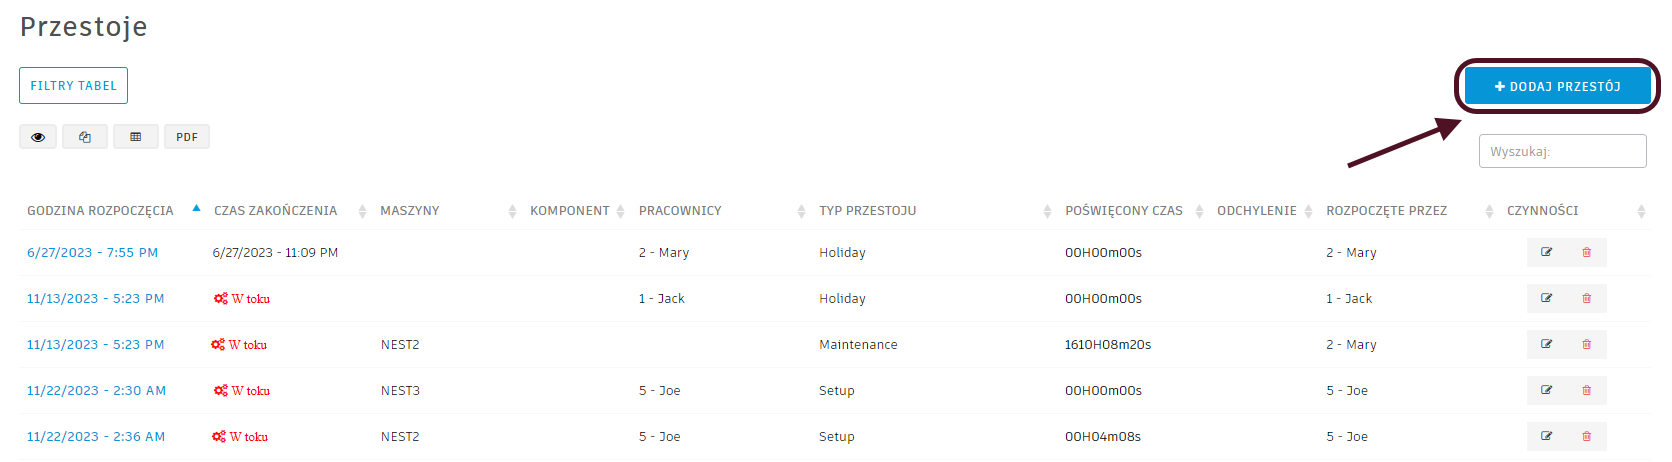 Przestoje
FILTRY TABEL
DODAJ PRZESTÓJ
PDF
Wyszukaj:
GODZINA ROZPOCZĘCIA CZAS ZAKOŃCZENIA MASZYNY KOMPONENT PRACOWNICY TYP PRZESTOJU POŚWIĘCONY CZAS ODCHYLENIE ROZPOCZĘTE PRZEZ CZYNNOŚCI
6/27/2023 - 7:55 PM 6/27/2023 - 11:09 PM 2 - Mary Holiday 00H00m00s 2 - Mary
11/13/2023 - 5:23 PM W toku 1 - Jack Holiday 00H00m00s 1 - Jack
11/13/2023 - 5:23 PM W toku NEST2 Maintenance 1610H08m20s 2 - Mary
11/22/2023 - 2:30 AM W toku NEST3 5 - Joe Setup 00H00m00s 5 - Joe
11/22/2023 - 2:36 AM W toku NEST2 5 - Joe Setup 00H04m08s 5 - Joe